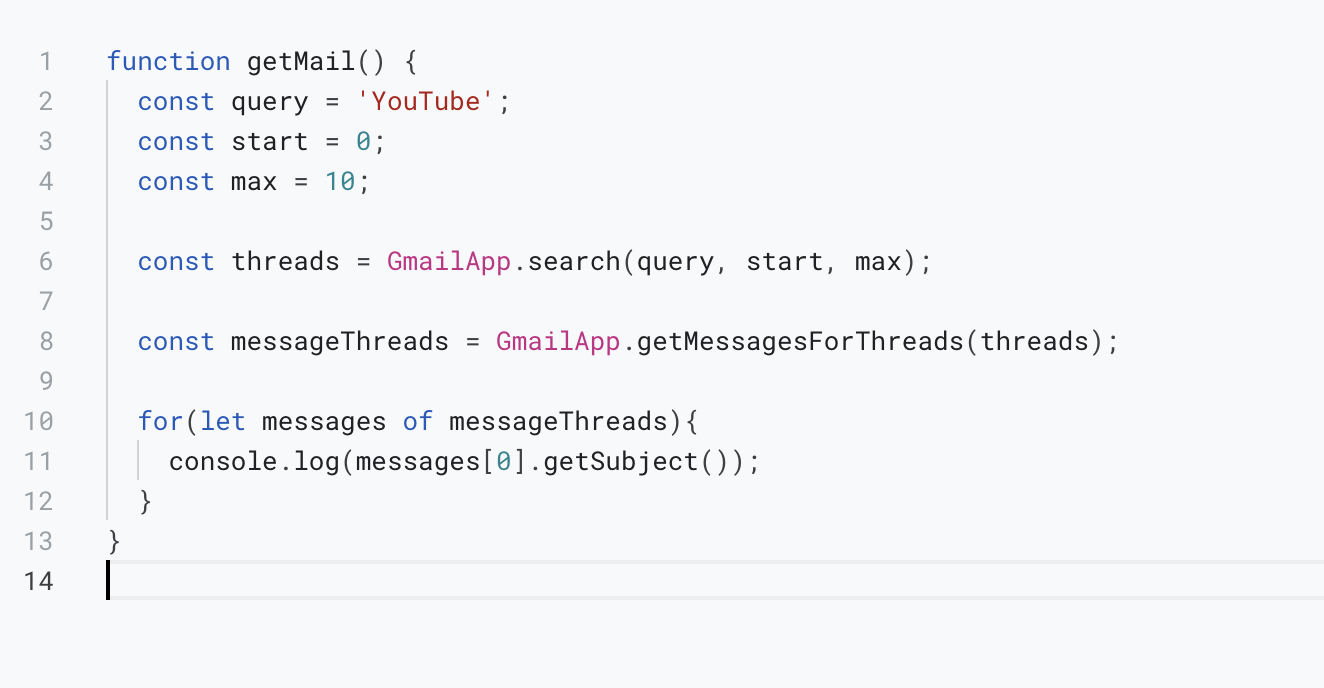 1 function getMail() {
2   const query = 'YouTube';
3   const start = 0;
4   const max = 10;
5
6   const threads = GmailApp.search(query, start, max);
7
8   const messageThreads = GmailApp.getMessagesForThreads(threads);
9
10   for(let messages of messageThreads){
11     console.log(messages[0].getSubject());
12   }
13 }
14